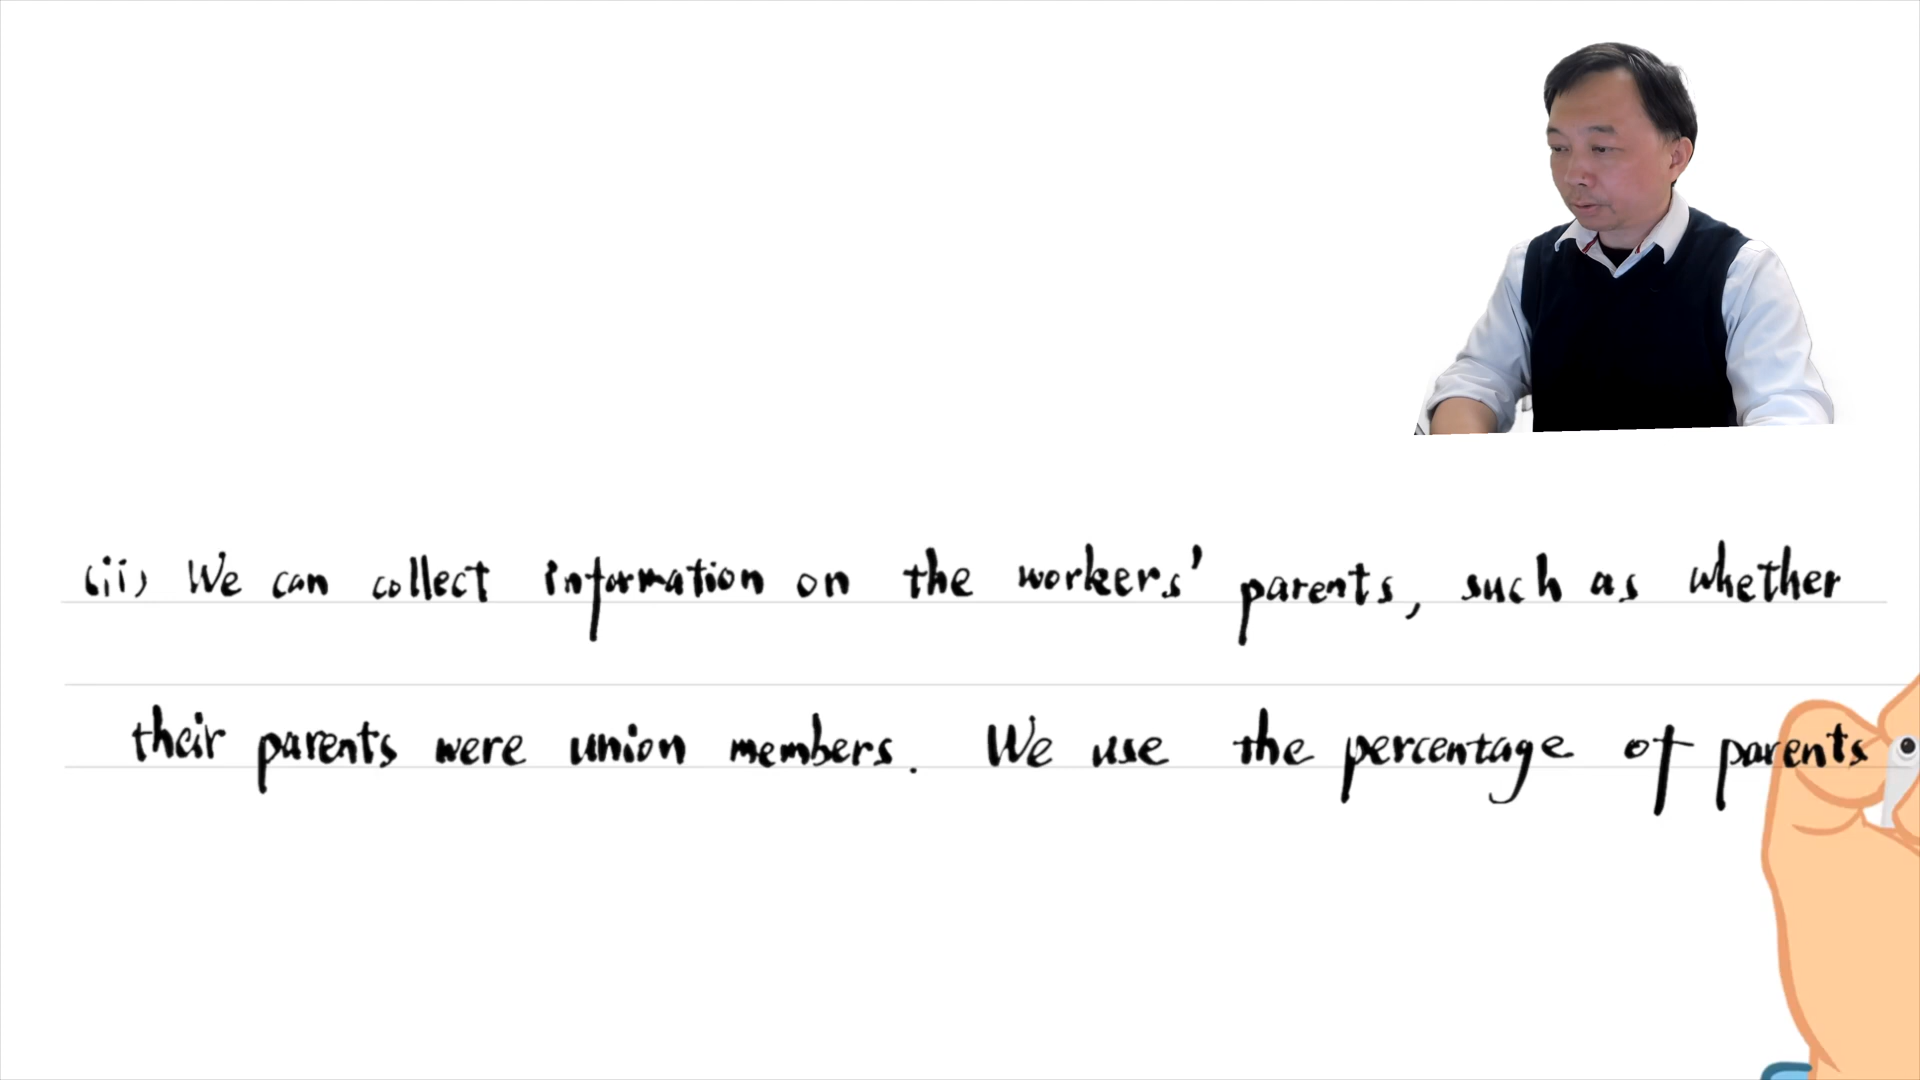 (ii) We can collect information on the workers' parents, such as whether
their parents were union members. We use the percentage of parents